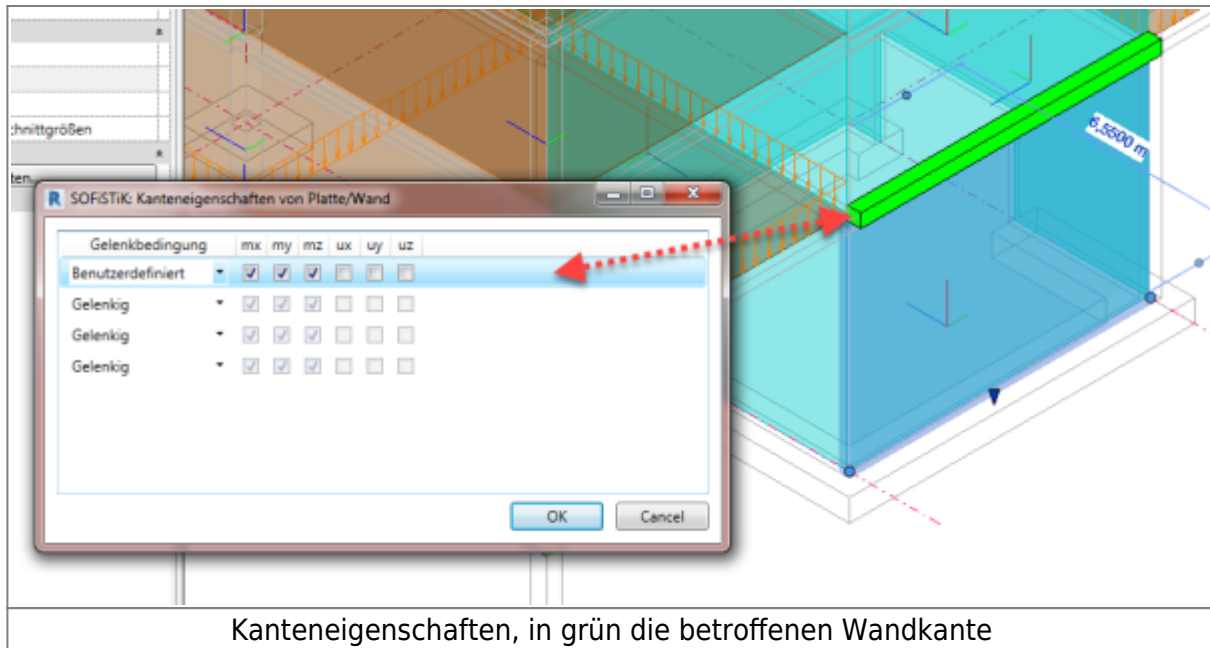 chnittgrößen
ten...
6,5500 m
R SOFiSTiK: Kanteneigenschaften von Platte/Wand
Gelenkbedingung mx my mz ux uy uz
Benutzerdefiniert
Gelenkig
Gelenkig
Gelenkig
OK Cancel
Kanteneigenschaften, in grün die betroffenen Wandkante